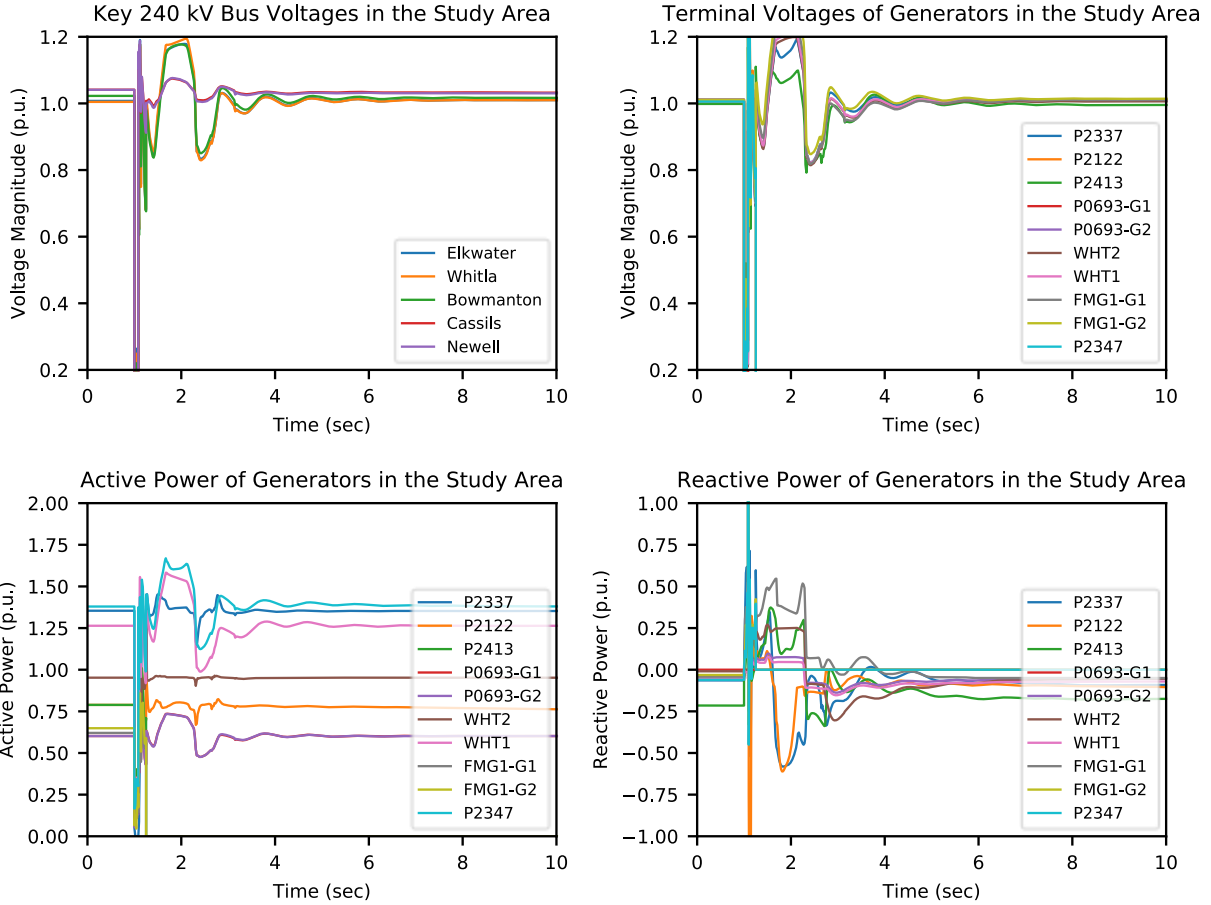 Key 240 kV Bus Voltages in the Study Area
1.2
1.0
0.8
0.6
0.4
0.2
Voltage Magnitude (p.u.)
Elkwater
Whitla
Bowmanton
Cassils
Newell
0 2 4 6 8 10
Time (sec)
Terminal Voltages of Generators in the Study Area
1.2
1.0
0.8
0.6
0.4
0.2
Voltage Magnitude (p.u.)
P2337
P2122
P2413
P0693-G1
P0693-G2
WHT2
WHT1
FMG1-G1
FMG1-G2
P2347
0 2 4 6 8 10
Time (sec)
Active Power of Generators in the Study Area
2.00
1.75
1.50
1.25
1.00
0.75
0.50
0.25
0.00
Active Power (p.u.)
P2337
P2122
P2413
P0693-G1
P0693-G2
WHT2
WHT1
FMG1-G1
FMG1-G2
P2347
0 2 4 6 8 10
Time (sec)
Reactive Power of Generators in the Study Area
1.00
0.75
0.50
0.25
0.00
−0.25
−0.50
−0.75
−1.00
Reactive Power (p.u.)
P2337
P2122
P2413
P0693-G1
P0693-G2
WHT2
WHT1
FMG1-G1
FMG1-G2
P2347
0 2 4 6 8 10
Time (sec)